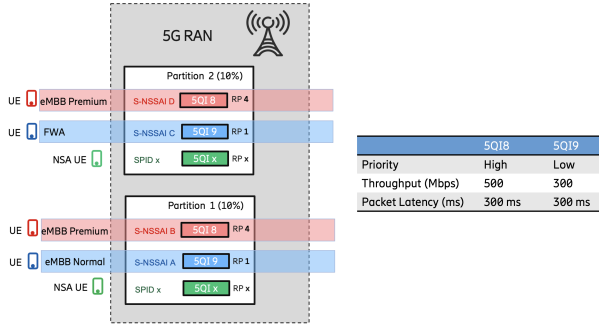 5G RAN
Partition 2 (10%)
UE eMBB Premium S-NSSAI D 5QI 8 RP 4
UE FWA S-NSSAI C 5QI 9 RP 1
NSA UE SPID x 5QI x RP x
Partition 1 (10%)
UE eMBB Premium S-NSSAI B 5QI 8 RP 4
UE eMBB Normal S-NSSAI A 5QI 9 RP 1
NSA UE SPID x 5QI x RP x
5QI8 5QI9
Priority High Low
Throughput (Mbps) 500 300
Packet Latency (ms) 300 ms 300 ms